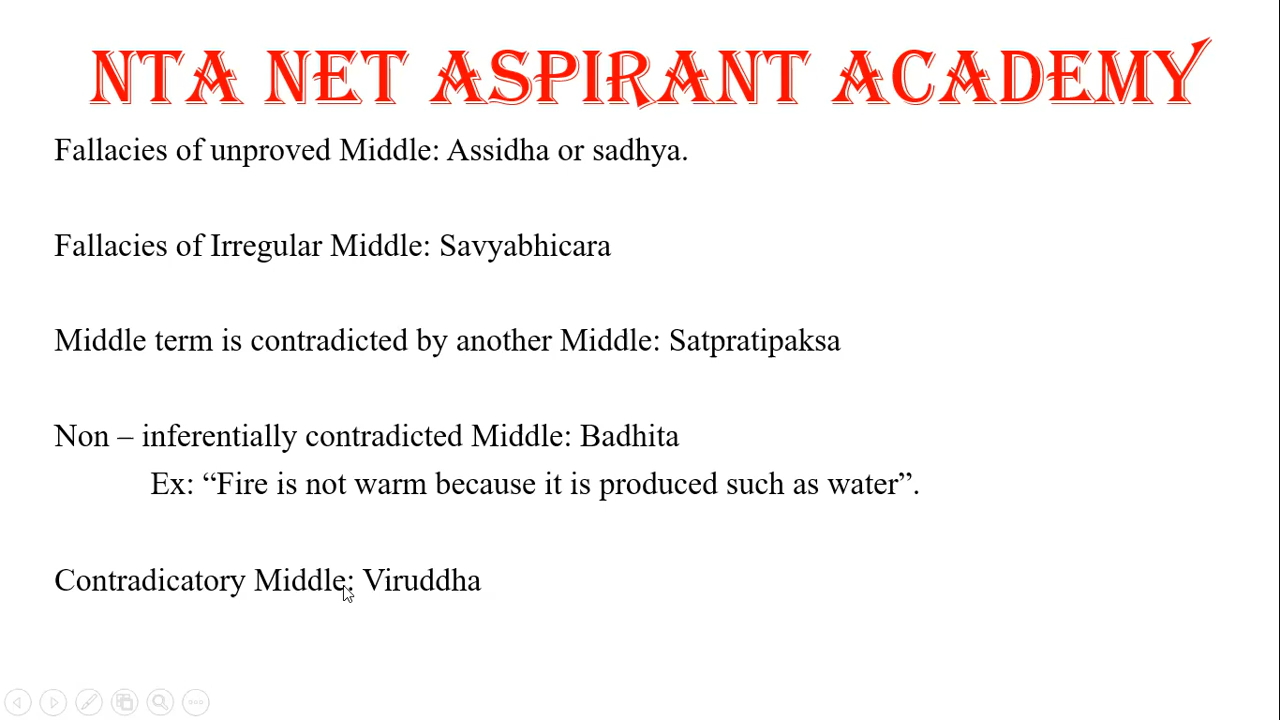 NTA NET ASPIRANT ACADEMY
Fallacies of unproved Middle: Assidha or sadhya.
Fallacies of Irregular Middle: Savyabhicara
Middle term is contradicted by another Middle: Satpratipaksa
Non – inferentially contradicted Middle: Badhita
Ex: “Fire is not warm because it is produced such as water”.
Contradicatory Middle: Viruddha